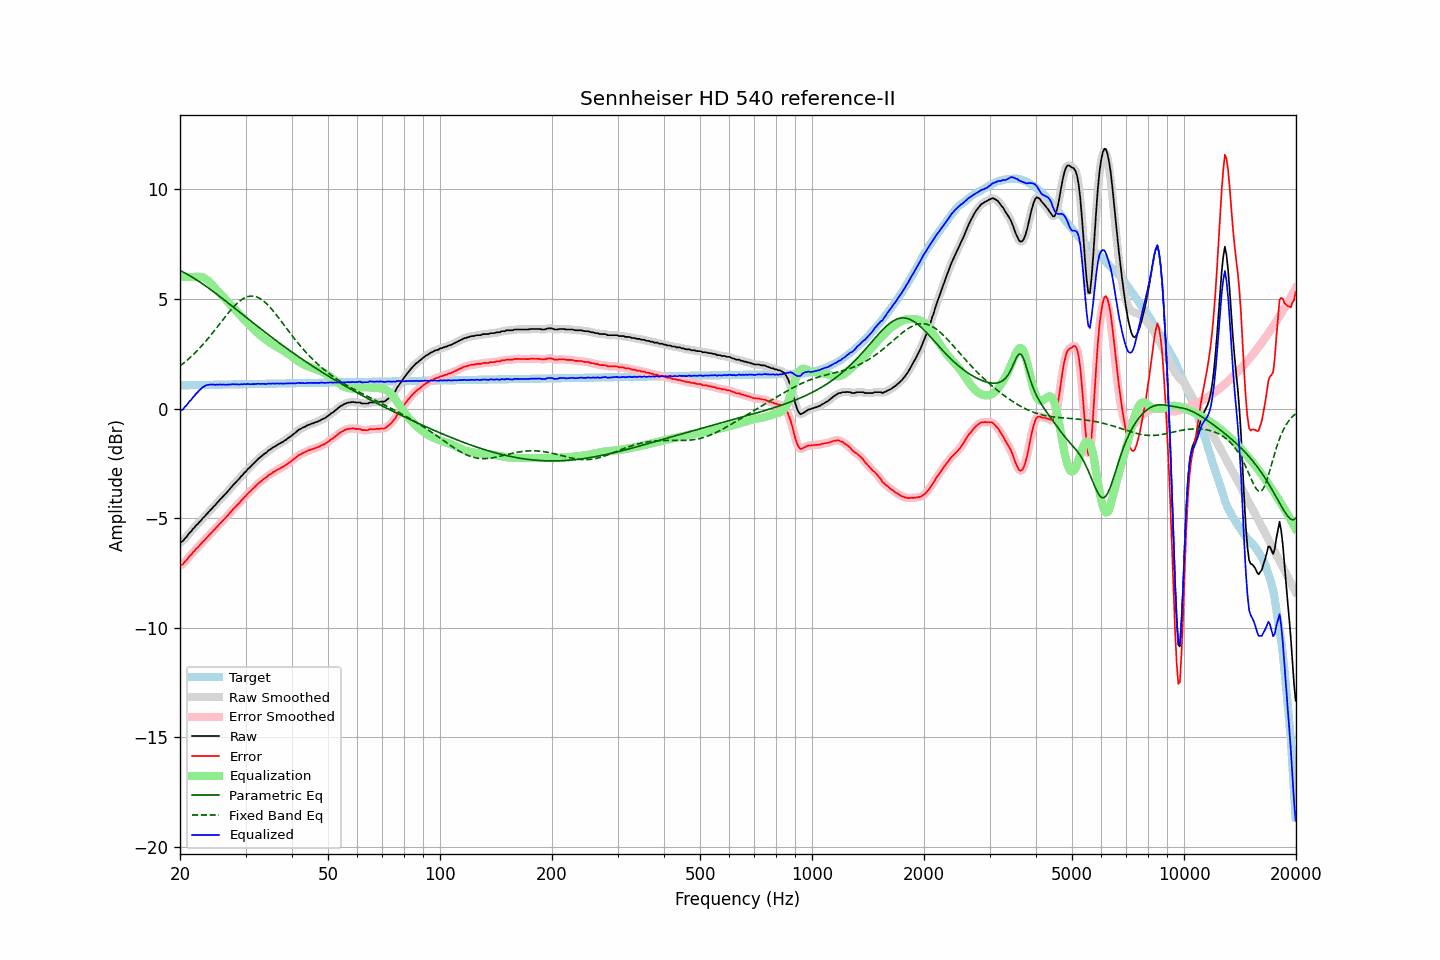 Sennheiser HD 540 reference-II
Amplitude (dBr)
10
5
0
−5
−10
−15
−20
Target
Raw Smoothed
Error Smoothed
Raw
Error
Equalization
Parametric Eq
Fixed Band Eq
Equalized
20 50 100 200 500 1000 2000 5000 10000 20000
Frequency (Hz)